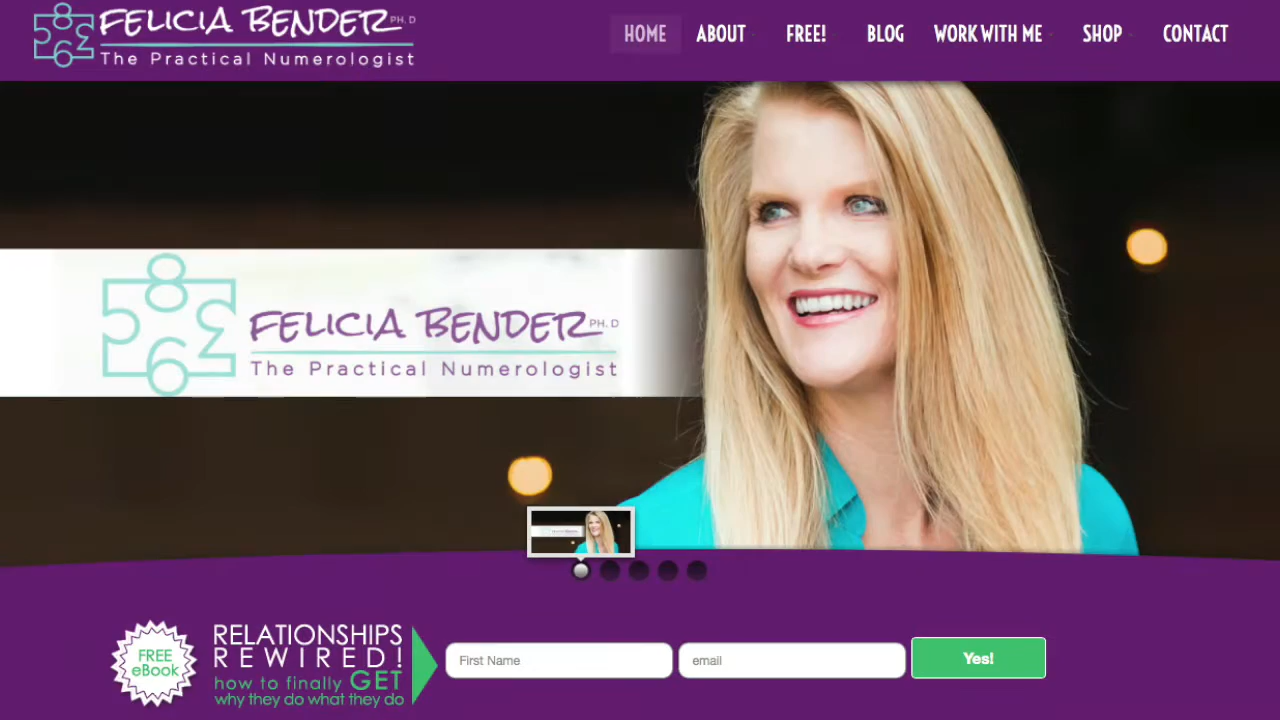 FELICIA BENDER PH. D
The Practical Numerologist
HOME ABOUT FREE! BLOG WORK WITH ME SHOP CONTACT
FELICIA BENDER PH. D
The Practical Numerologist
FREE
eBook
RELATIONSHIPS
REWIRED!
how to finally GET
why they do what they do
First Name
email
Yes!